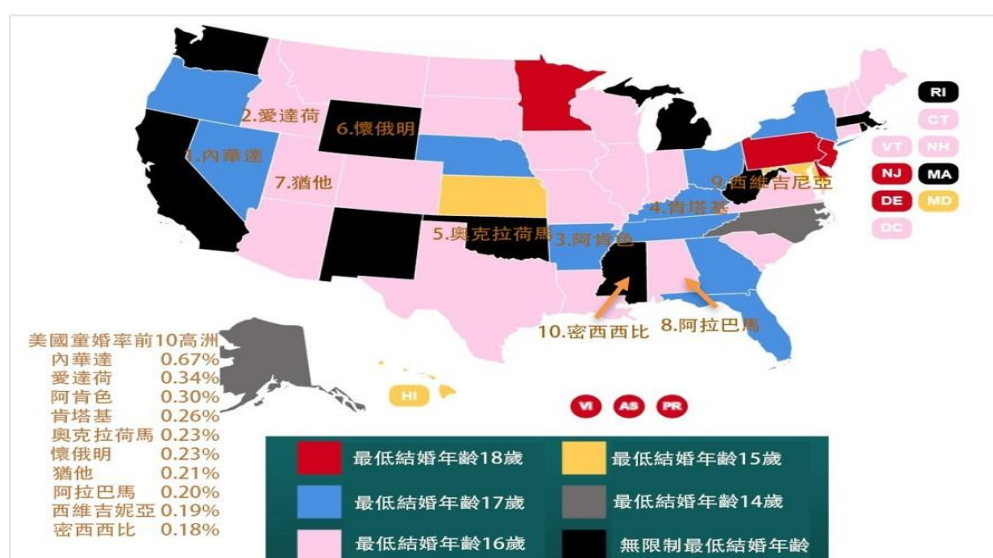 2.愛達荷
6.懷俄明
1.內華達
7.猶他
9.西維吉尼亞
4.肯塔基
5.奧克拉荷馬
3.阿肯色
10.密西西比
8.阿拉巴馬
RI
CT
VT NH
NJ MA
DE MD
DC
美國童婚率前10高洲
內華達 0.67%
愛達荷 0.34%
阿肯色 0.30%
肯塔基 0.26%
奧克拉荷馬 0.23%
懷俄明 0.23%
猶他 0.21%
阿拉巴馬 0.20%
西維吉妮亞 0.19%
密西西比 0.18%
HI
VI AS PR
最低結婚年齡18歲
最低結婚年齡15歲
最低結婚年齡17歲
最低結婚年齡14歲
最低結婚年齡16歲
無限制最低結婚年齡